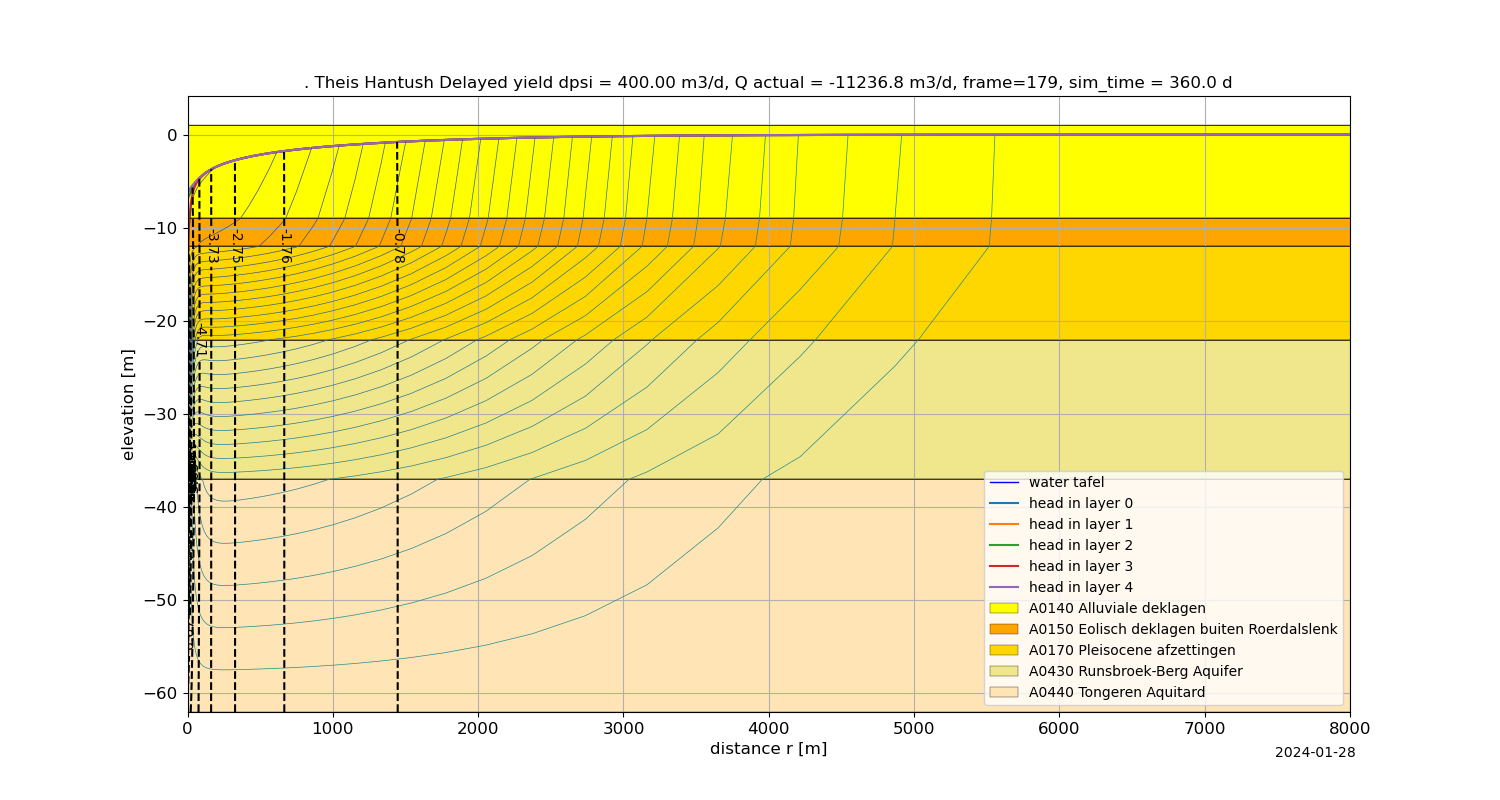 . Theis Hantush Delayed yield dpsi = 400.00 m3/d, Q actual = -11236.8 m3/d, frame=179, sim_time = 360.0 d
0
−10
−20
−30
−40
−50
−60
elevation [m]
-3.73
-2.75
-1.76
-0.78
-4.71
water tafel
head in layer 0
head in layer 1
head in layer 2
head in layer 3
head in layer 4
A0140 Alluviale deklagen
A0150 Eolisch deklagen buiten Roerdalslenk
A0170 Pleisocene afzettingen
A0430 Runsbroek-Berg Aquifer
A0440 Tongeren Aquitard
0 1000 2000 3000 4000 5000 6000 7000 8000
distance r [m]
2024-01-28